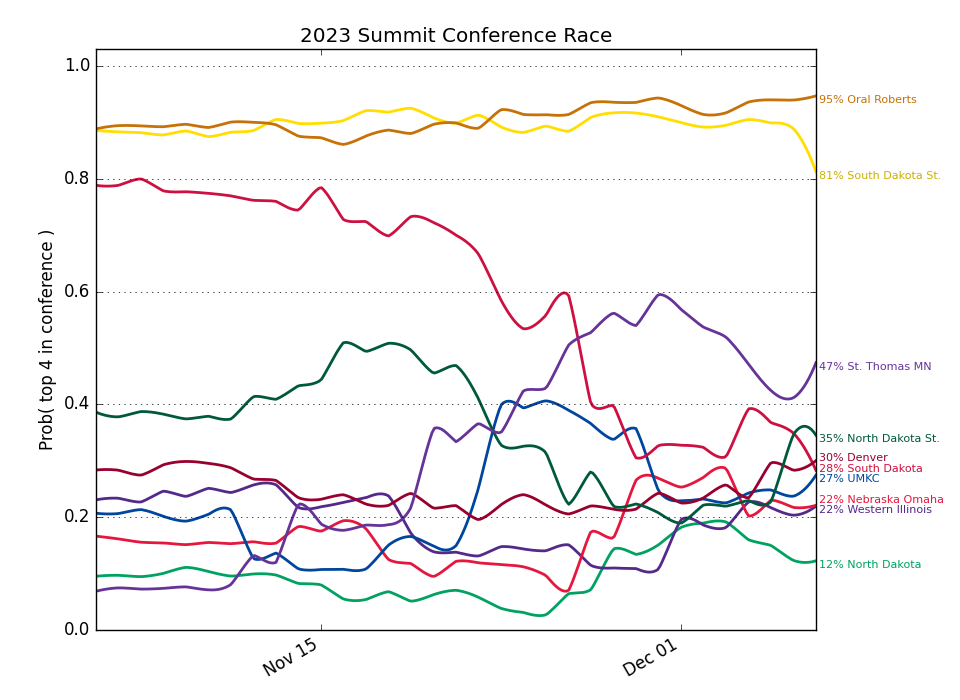 2023 Summit Conference Race
1.0
0.8
0.6
0.4
0.2
0.0
Prob( top 4 in conference )
Nov 15
Dec 01
95% Oral Roberts
81% South Dakota St.
47% St. Thomas MN
35% North Dakota St.
30% Denver
28% South Dakota
27% UMKC
22% Nebraska Omaha
22% Western Illinois
12% North Dakota